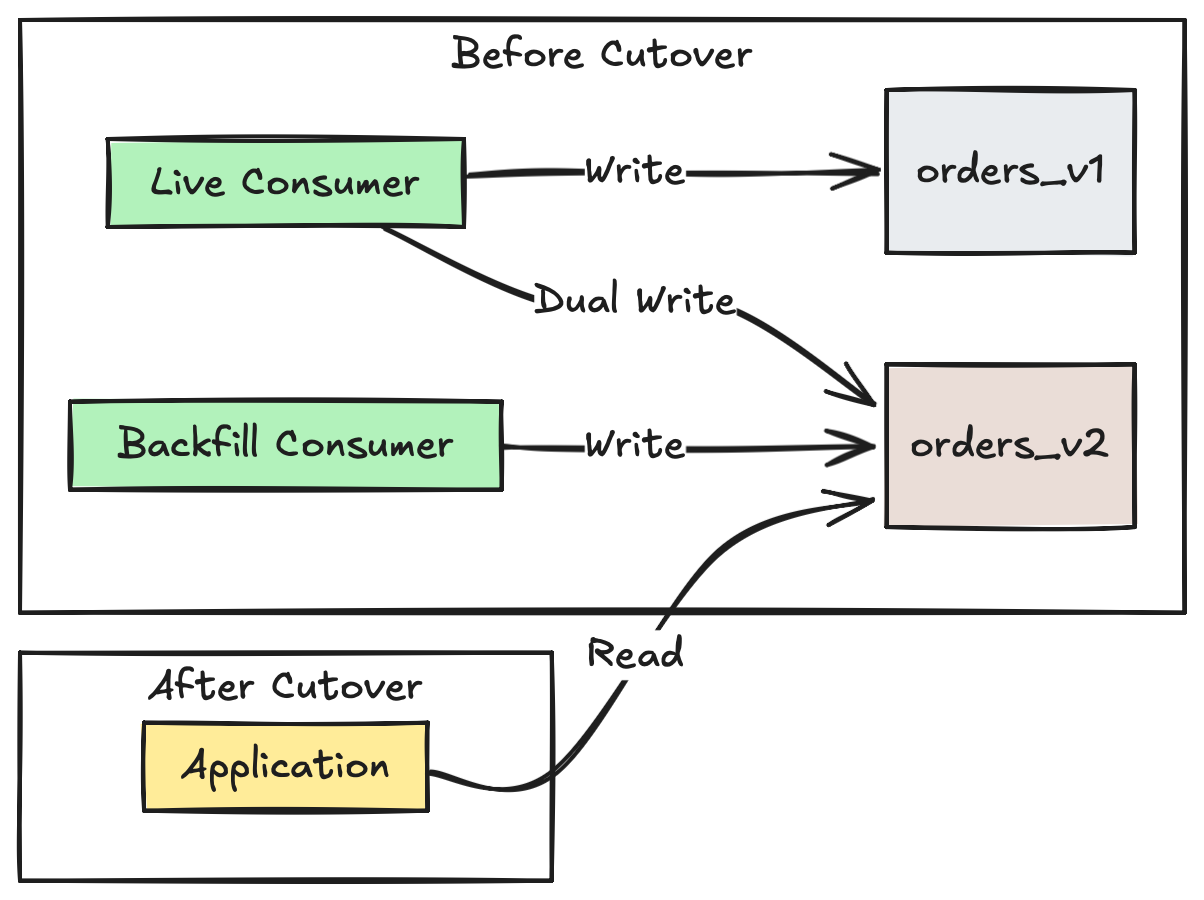 Before Cutover
Live Consumer
Write
orders_v1
Dual Write
Backfill Consumer
Write
orders_v2
Read
After Cutover
Application